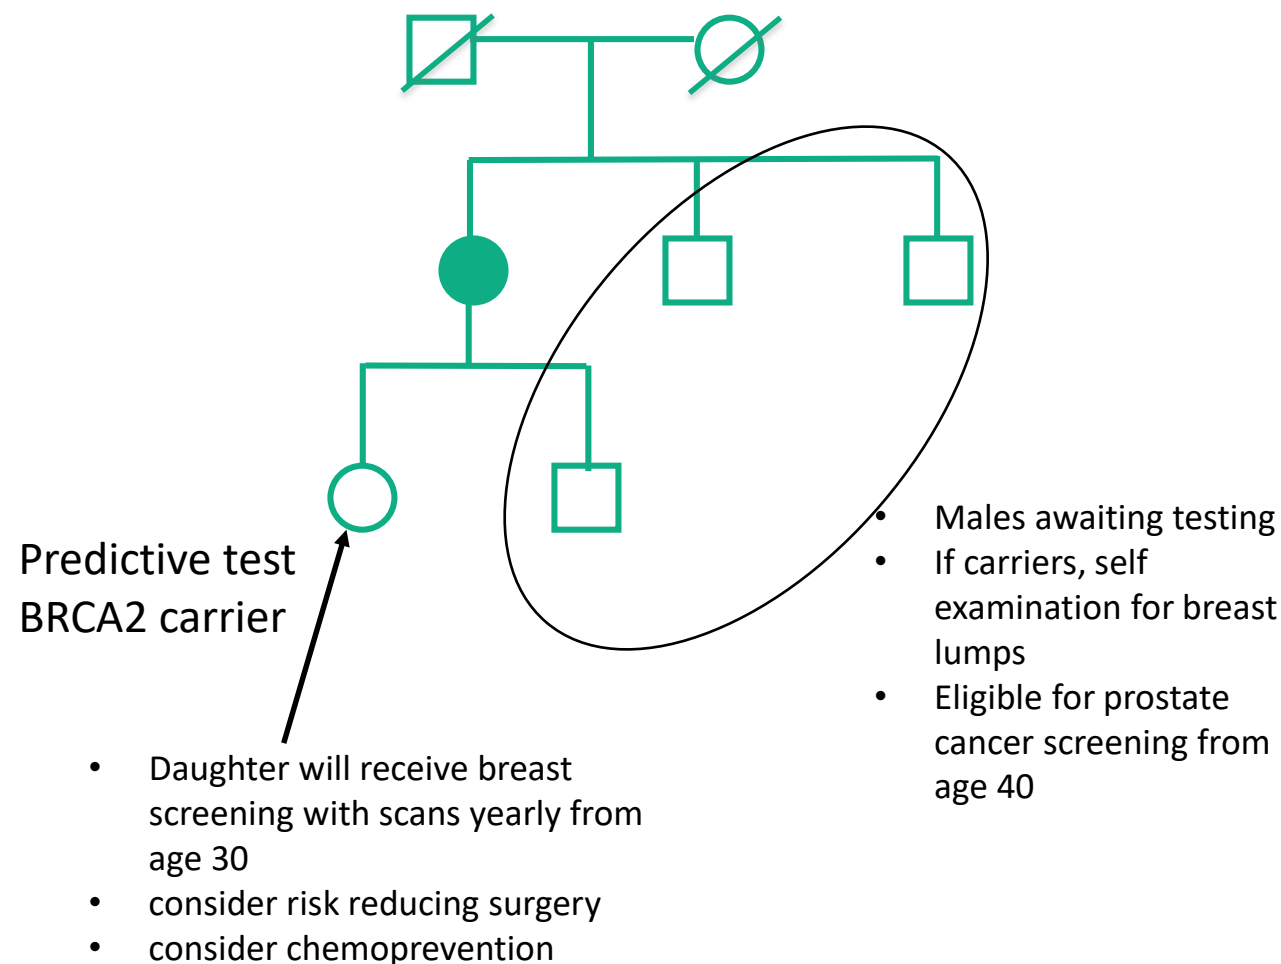 Predictive test
BRCA2 carrier
• Males awaiting testing
• If carriers, self
examination for breast
lumps
• Eligible for prostate
cancer screening from
age 40
• Daughter will receive breast
screening with scans yearly from
age 30
• consider risk reducing surgery
• consider chemoprevention